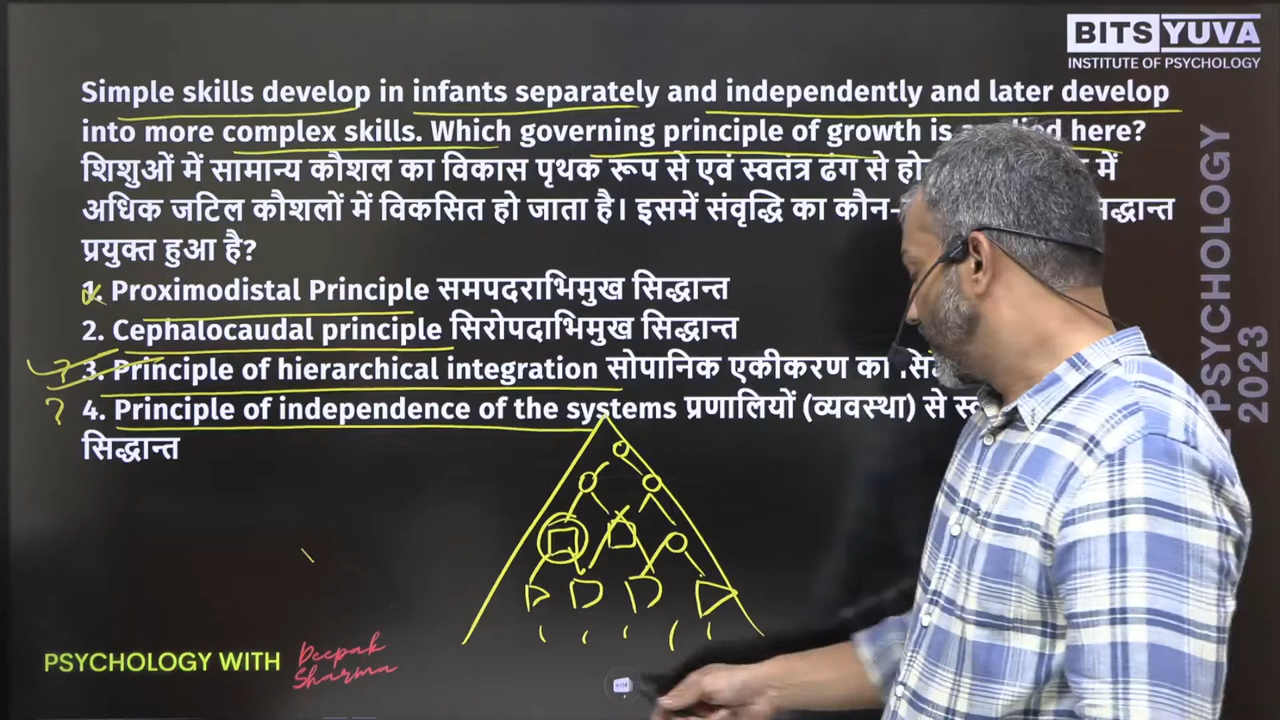 BITS YUVA
INSTITUTE OF PSYCHOLOGY
Simple skills develop in infants separately and independently and later develop
into more complex skills. Which governing principle of growth is applied here?
शिशुओं में सामान्य कौशल का विकास पृथक रूप से एवं स्वतंत्र ढंग से में
अधिक जटिल कौशलों में विकसित हो जाता है। इसमें संवृद्धि का कौन-
प्रयुक्त हुआ है?
1. Proximodistal Principle समपदराभिमुख सिद्धान्त
2. Cephalocaudal principle सिरोपदाभिमुख सिद्धान्त
3. Principle of hierarchical integration सोपानिक एकीकरण का
4. Principle of independence of the systems प्रणालियों (व्यवस्था) से
सिद्धान्त
PSYCHOLOGY
2023
PSYCHOLOGY WITH Deepak
Sharma